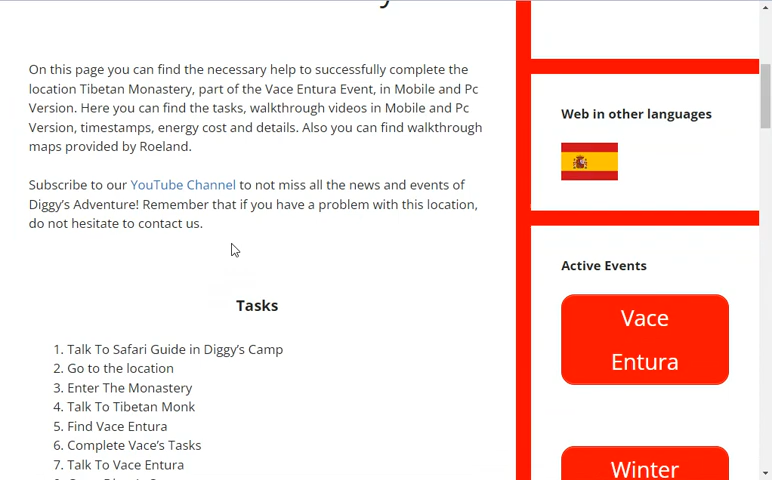 On this page you can find the necessary help to successfully complete the
location Tibetan Monastery, part of the Vace Entura Event, in Mobile and Pc
Version. Here you can find the tasks, walkthrough videos in Mobile and Pc
Version, timestamps, energy cost and details. Also you can find walkthrough
maps provided by Roeland.
Subscribe to our YouTube Channel to not miss all the news and events of
Diggy's Adventure! Remember that if you have a problem with this location,
do not hesitate to contact us.
Tasks
1. Talk To Safari Guide in Diggy's Camp
2. Go to the location
3. Enter The Monastery
4. Talk To Tibetan Monk
5. Find Vace Entura
6. Complete Vace's Tasks
7. Talk To Vace Entura
Web in other languages
Active Events
Vace
Entura
Winter